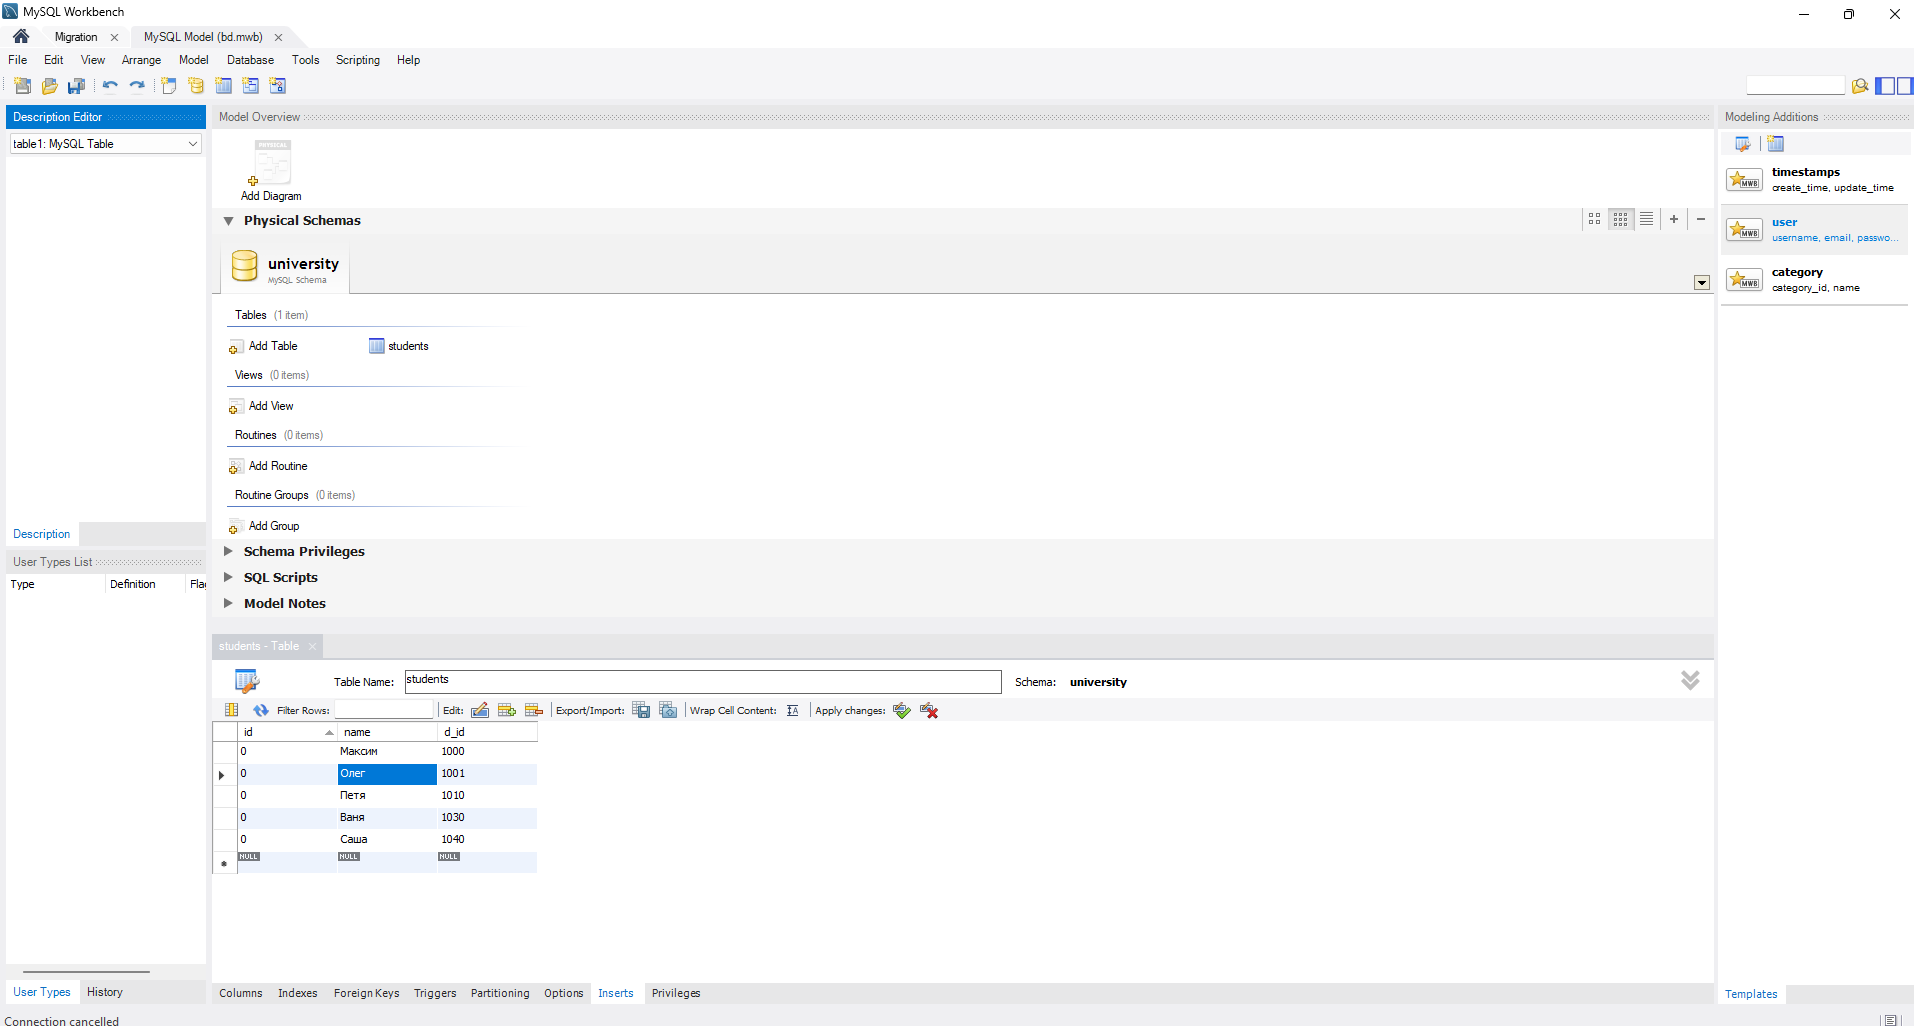 MySQL Workbench
Migration
MySQL Model (bd.mwb)
File Edit View Arrange Model Database Tools Scripting Help
Description Editor
table1: MySQL Table
Description
User Types List
Type Definition Flag
User Types History
Model Overview
PHYSICAL
Add Diagram
Physical Schemas
university
MySQL Schema
Tables (1 item)
Add Table students
Views (0 items)
Add View
Routines (0 items)
Add Routine
Routine Groups (0 items)
Add Group
Schema Privileges
SQL Scripts
Model Notes
students - Table
Table Name: students Schema: university
Filter Rows: Edit: Export/Import: Wrap Cell Content: Apply changes:
id name d_id
0 Максим 1000
0 Олег 1001
0 Петя 1010
0 Ваня 1030
0 Саша 1040
NULL NULL NULL
Columns Indexes Foreign Keys Triggers Partitioning Options Inserts Privileges
Modeling Additions
MWB
timestamps
create_time, update_time
MWB
user
username, email, passwo...
MWB
category
category_id, name
Templates
Connection cancelled